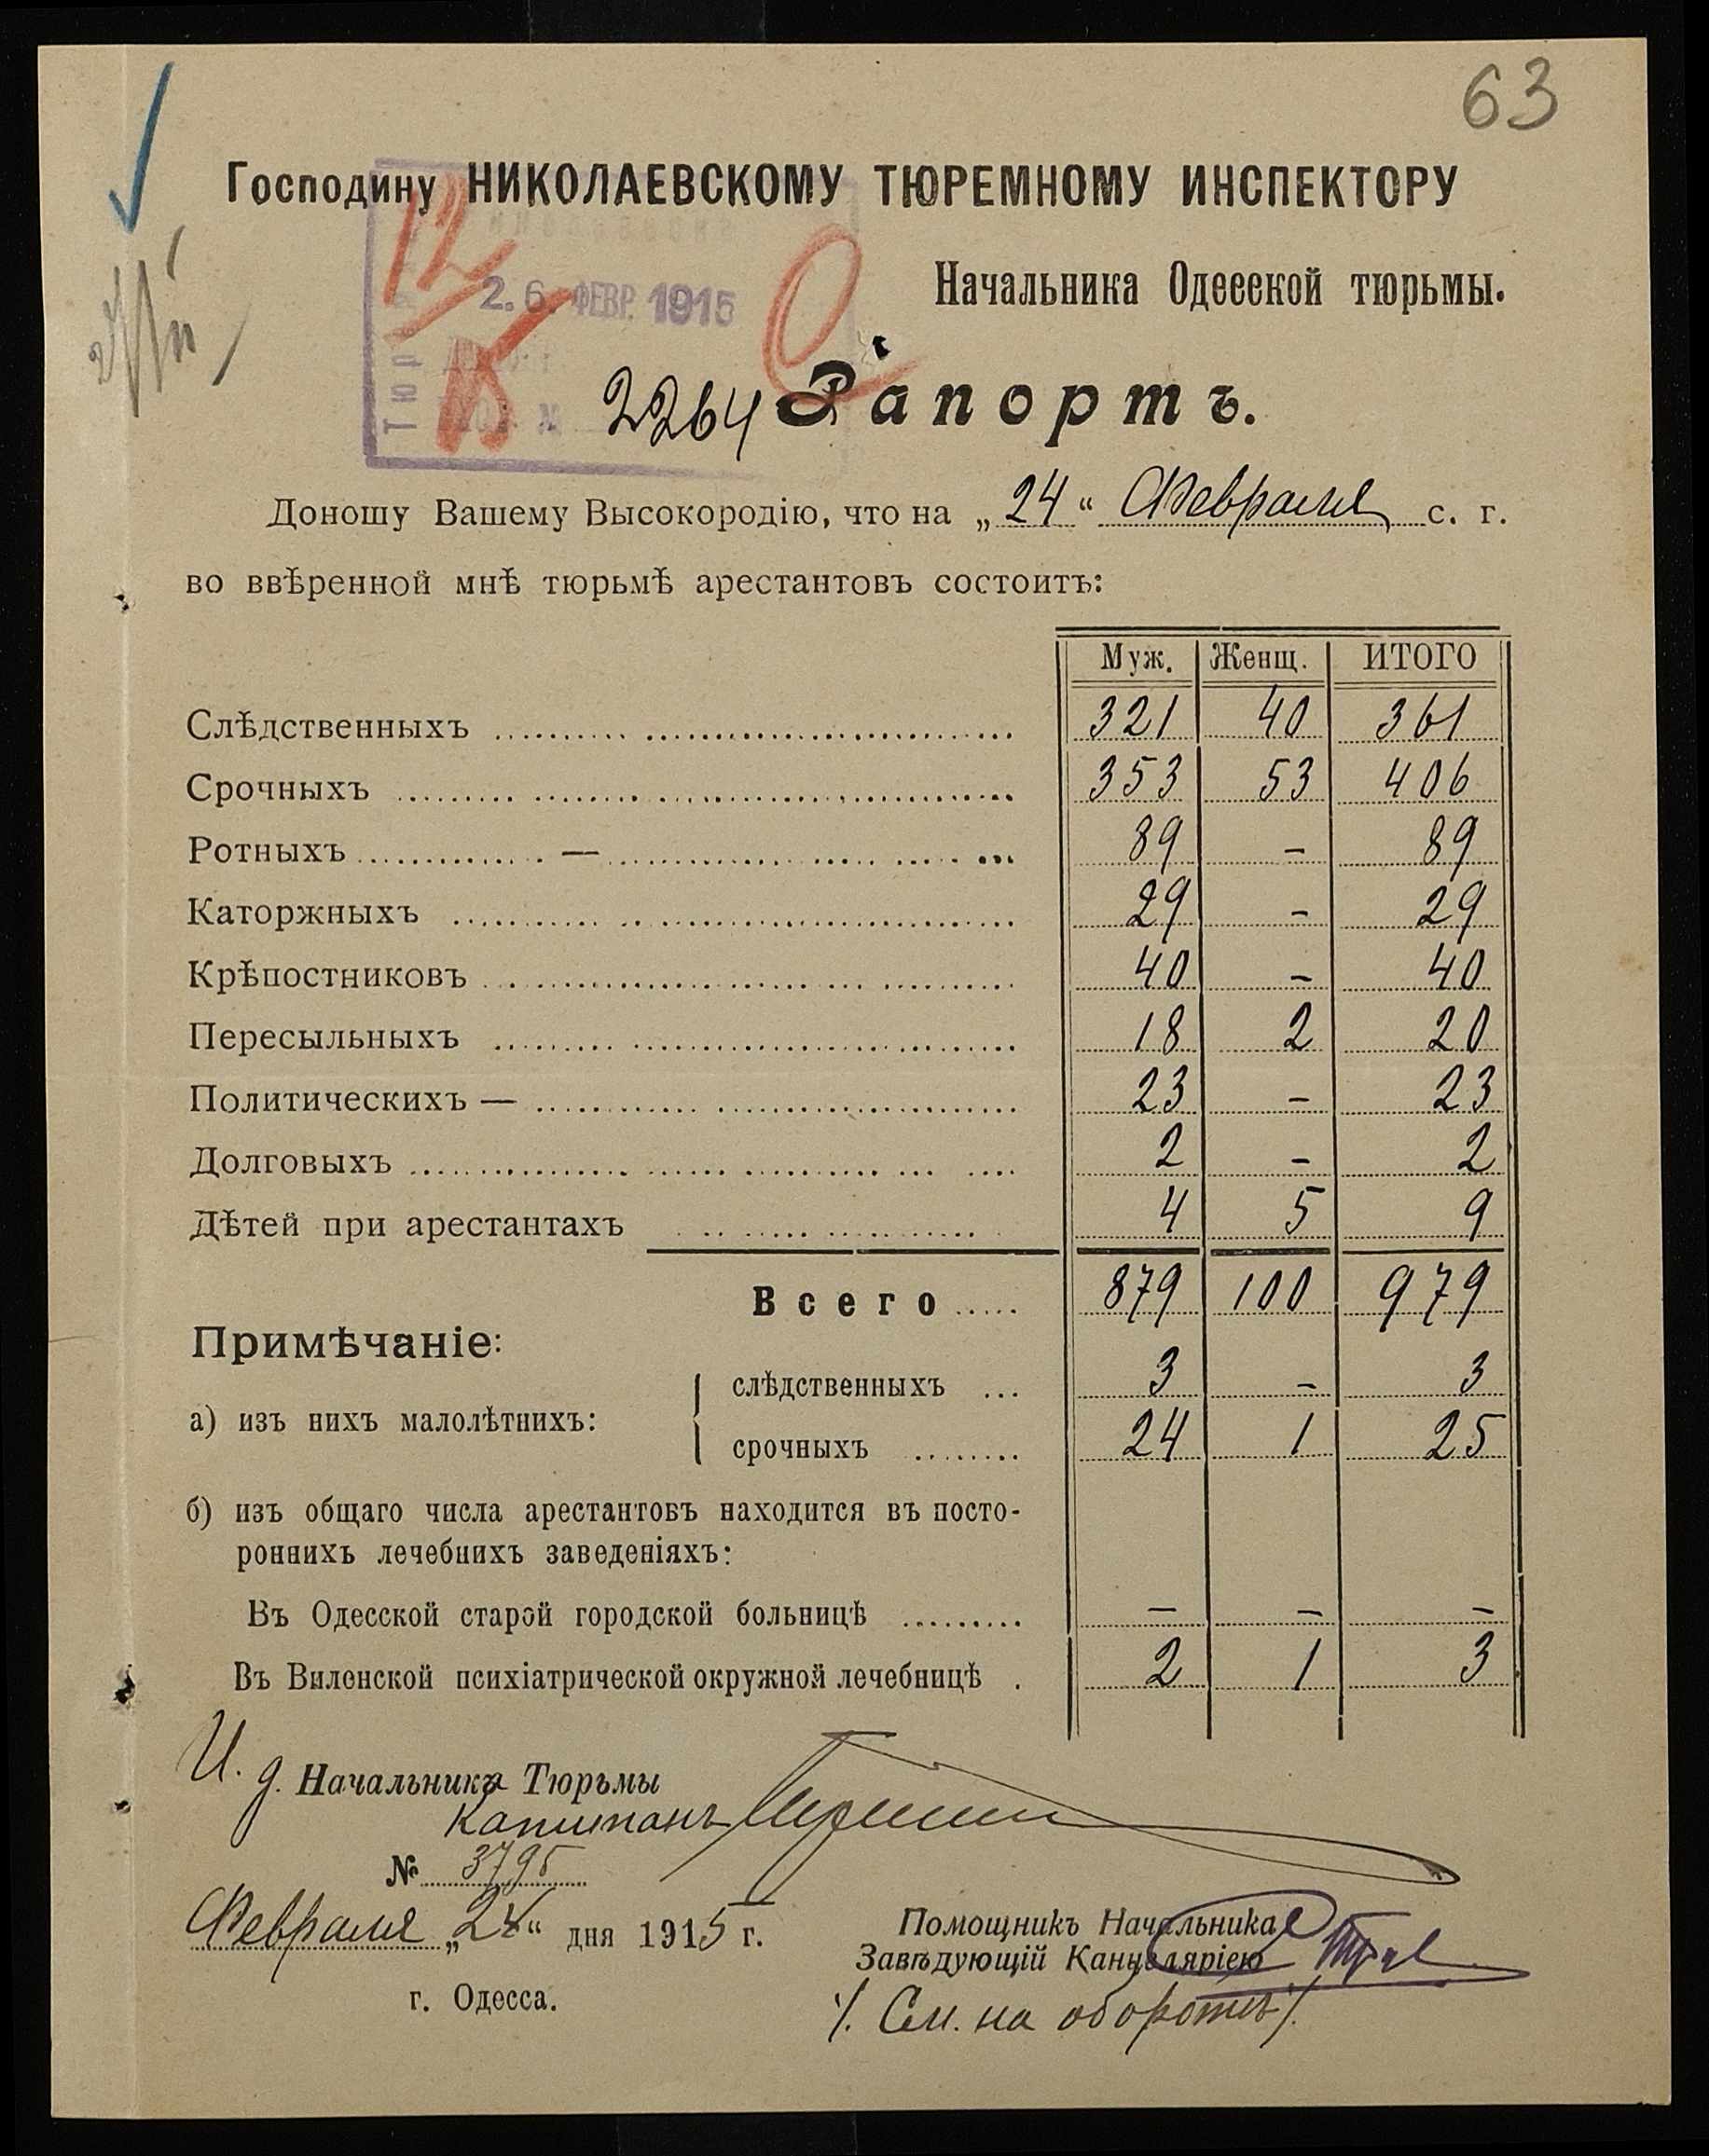 63
Господину НИКОЛАЕВСКОМУ ТЮРЕМНОМУ ИНСПЕКТОРУ
12
2. 6. ФЕВР. 1915
Начальника Одесской тюрьмы.
2264 Рапортъ.
Доношу Вашему Высокородію, что на „24“ Февраля с. г.
во ввѣренной мнѣ тюрьмѣ арестантовъ состоитъ:
Муж. Женщ. ИТОГО
Слѣдственныхъ 321 40 361
Срочныхъ 353 53 406
Ротныхъ — 89 - 89
Каторжныхъ 29 - 29
Крѣпостниковъ 40 - 40
Пересыльныхъ 18 2 20
Политическихъ — 23 - 23
Долговыхъ 2 - 2
Дѣтей при арестантахъ 4 5 9
Всего 879 100 979
Примѣчаніе:
слѣдственныхъ 3 - 3
а) изъ нихъ малолѣтнихъ:
срочныхъ 24 1 25
б) изъ общаго числа арестантовъ находится въ посто-
роннихъ лечебнихъ заведеніяхъ:
Въ Одесской старой городской больницѣ — — —
Въ Виленской психіатрической окружной лечебницѣ 2 1 3
И. д. Начальника Тюрьмы
Капитанъ
№ 3795
Февраля „24“ дня 1915 г.
Помощникъ Начальника
Завѣдующій Канцеляріею
г. Одесса.
/. См. на оборотѣ /.